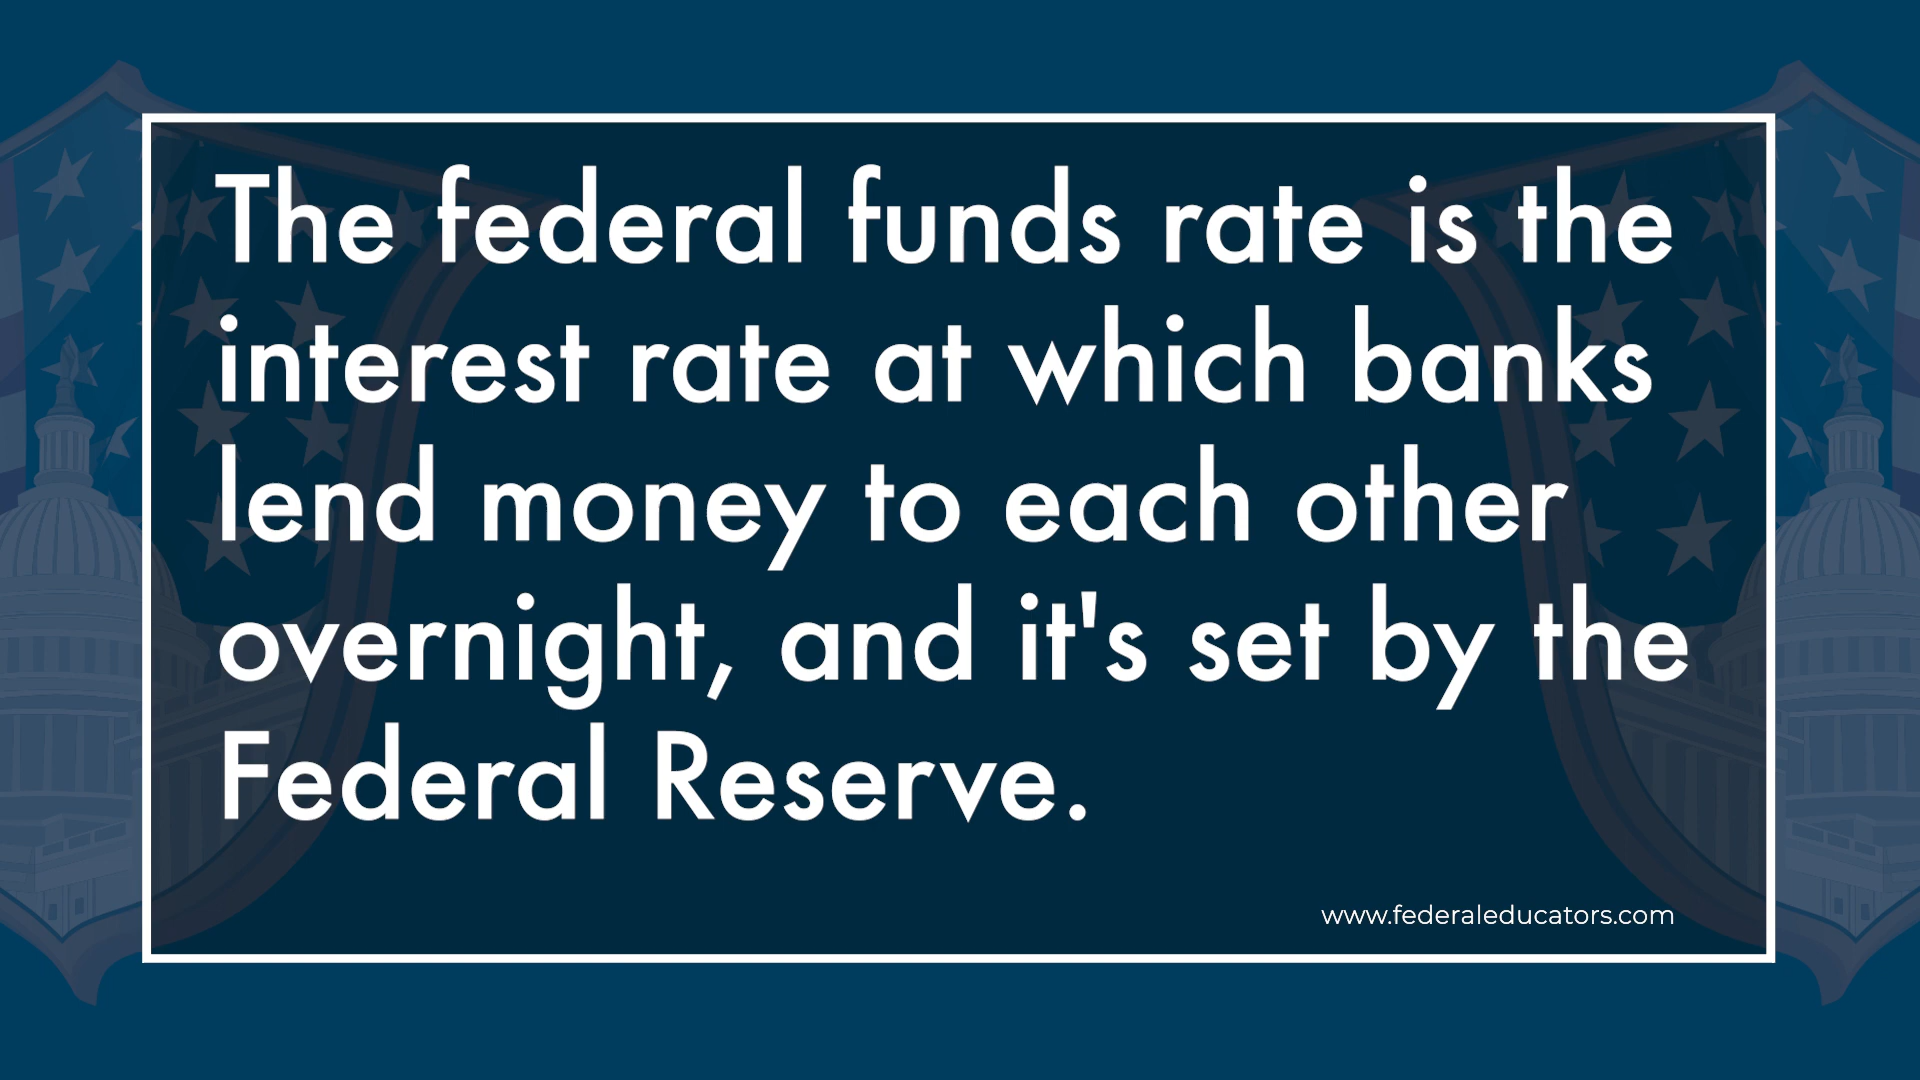 The federal funds rate is the
interest rate at which banks
lend money to each other
overnight, and it's set by the
Federal Reserve.
www.federaleducators.com